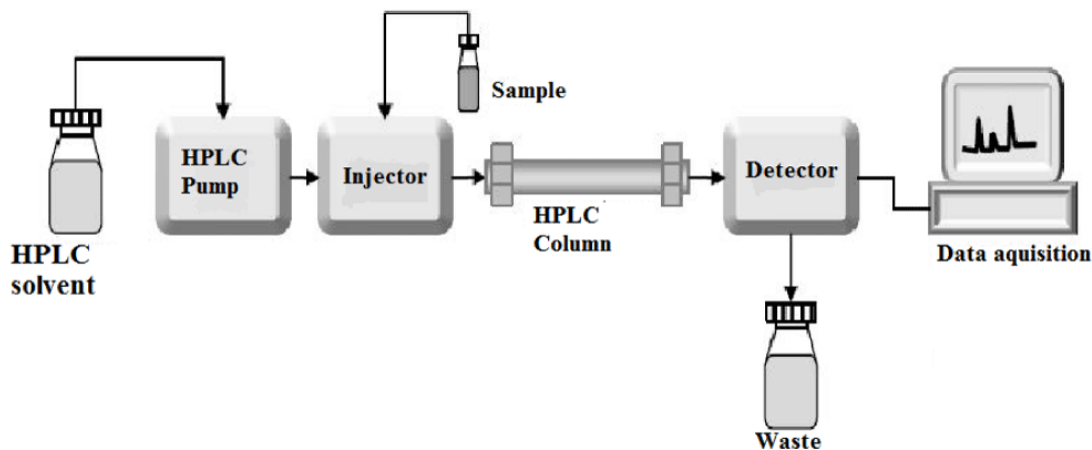 HPLC
solvent
HPLC
Pump
Injector
Sample
HPLC
Column
Detector
Waste
Data aquisition